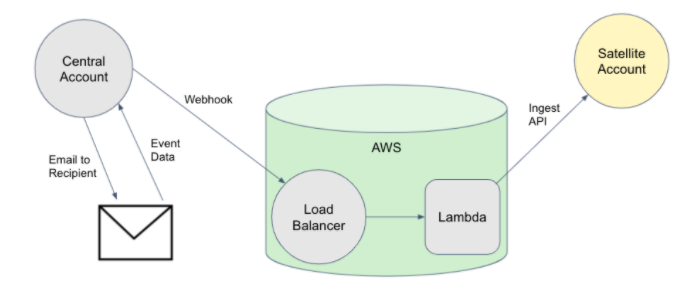 Central
Account
Satellite
Account
Webhook
Ingest
API
Event
Data
AWS
Email to
Recipient
Load
Balancer
Lambda